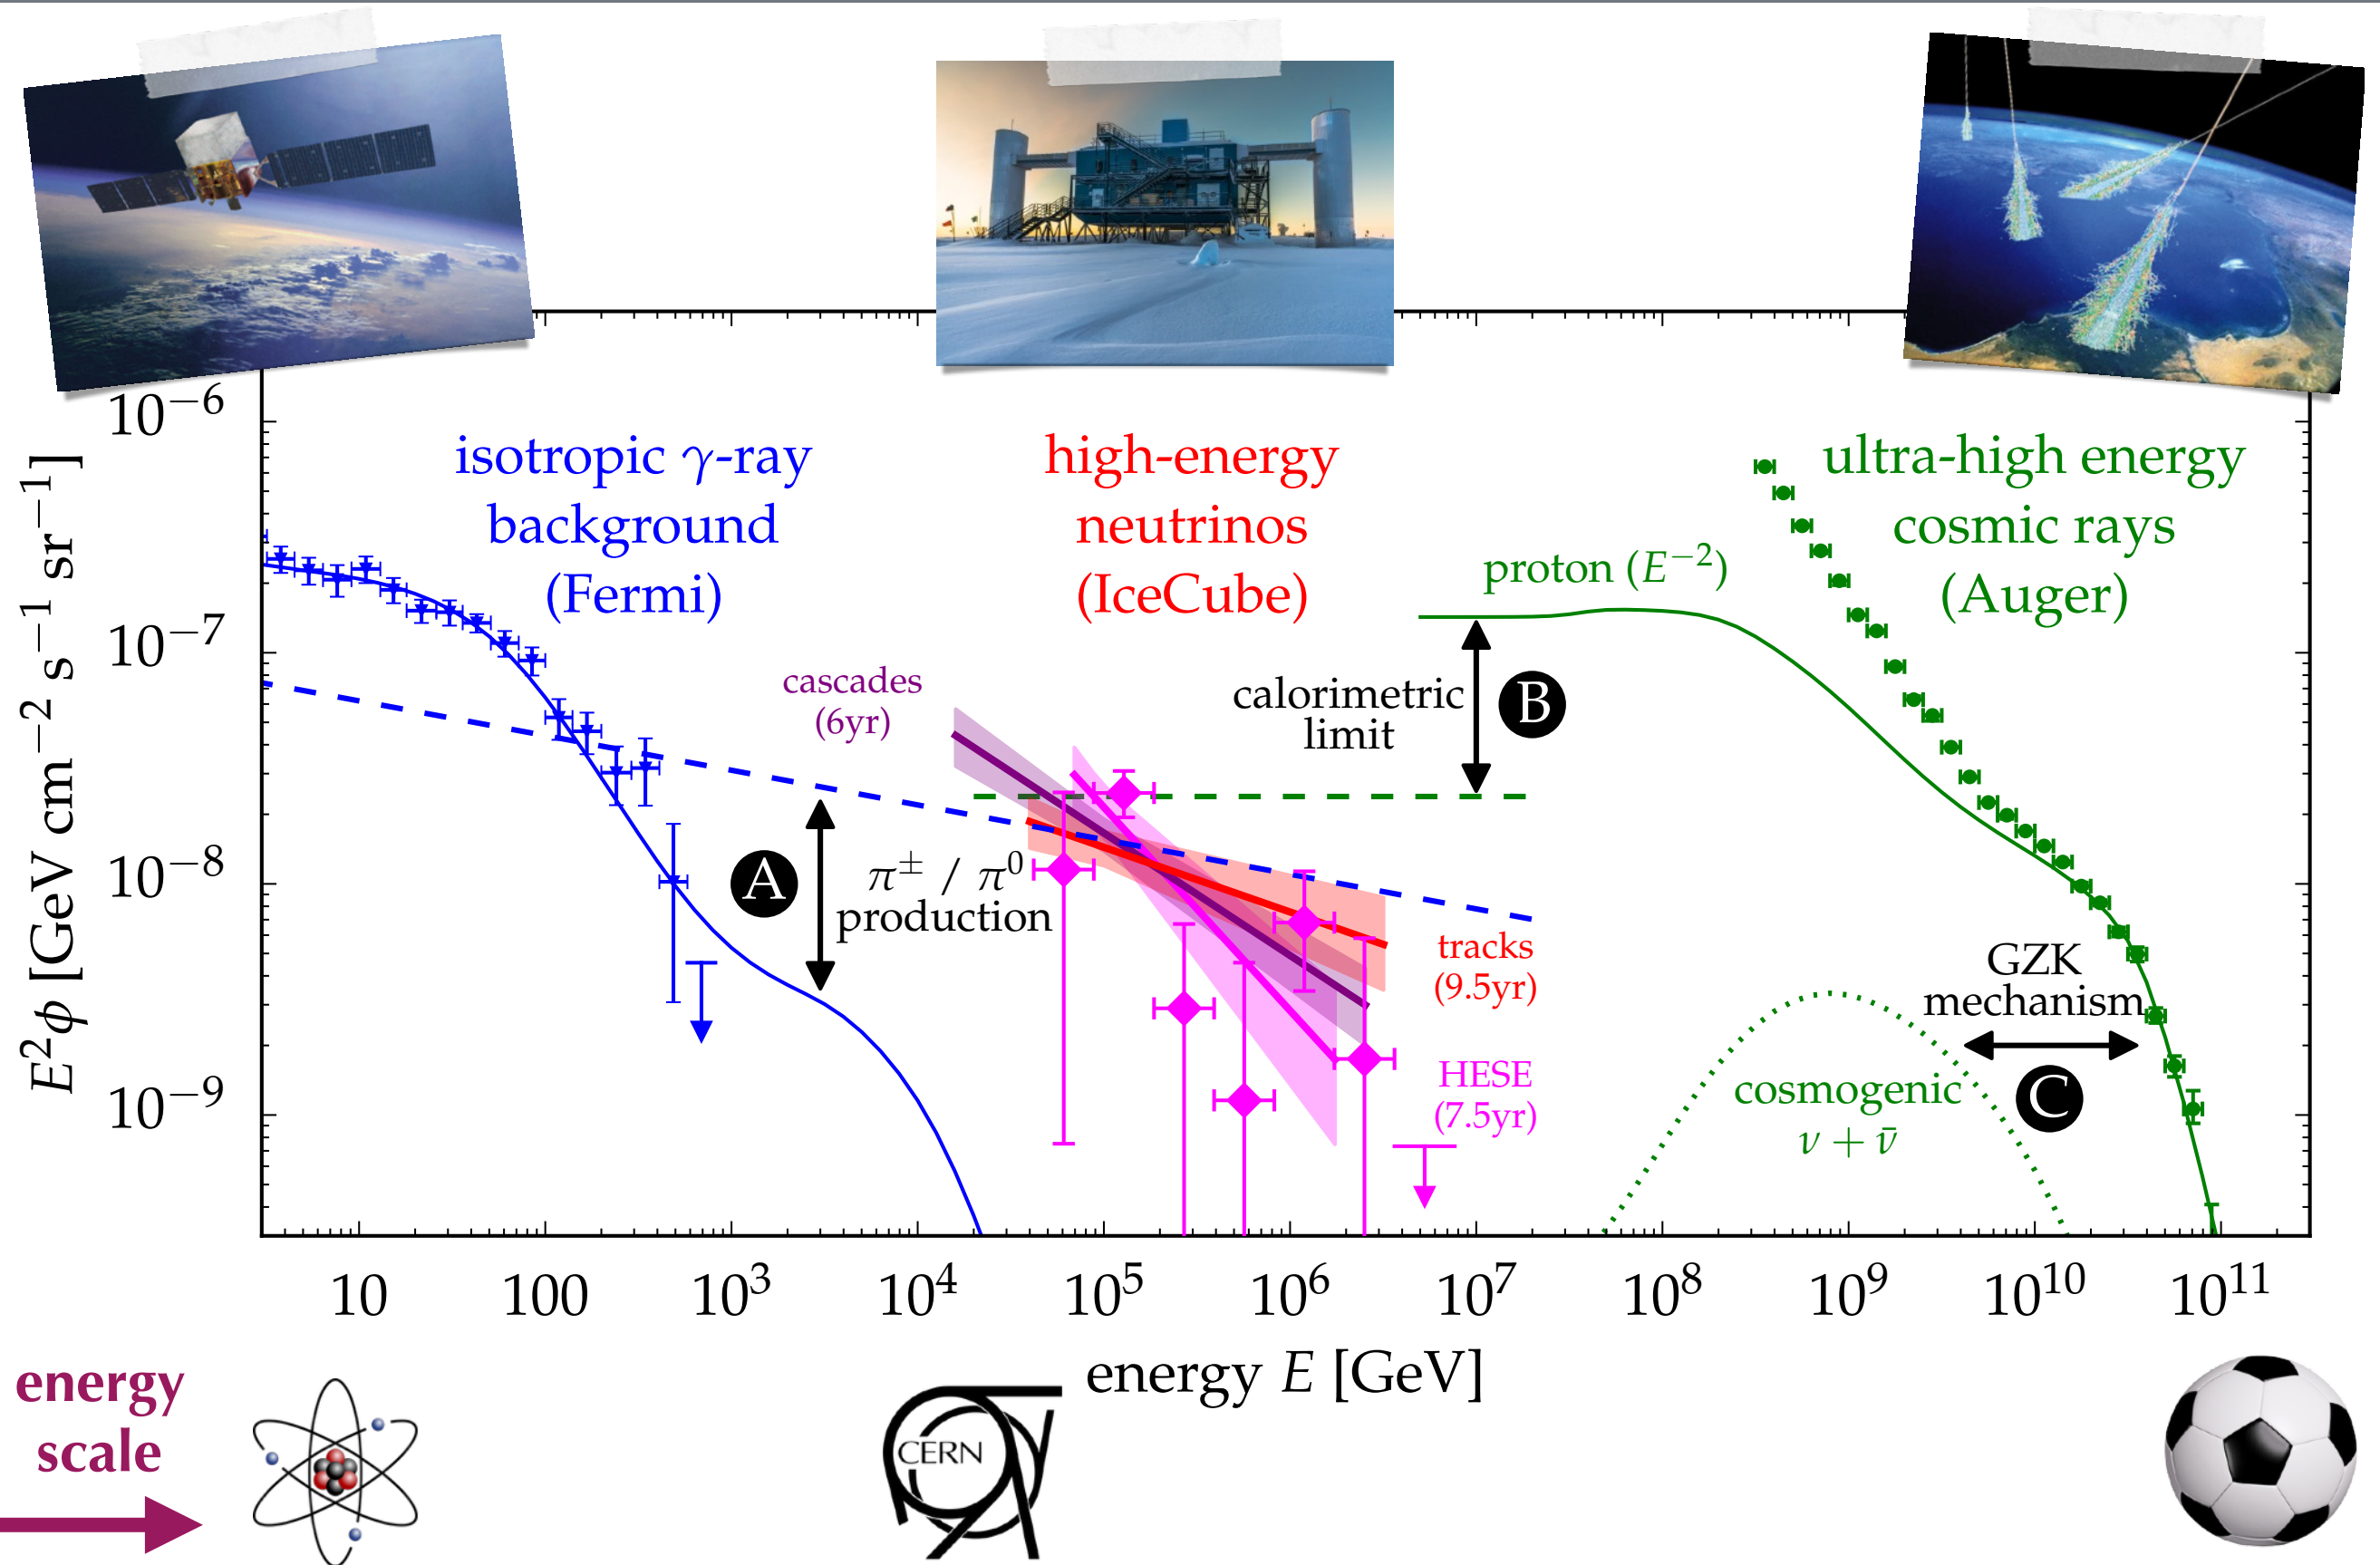 10⁻⁶
10⁻⁷
10⁻⁸
10⁻⁹
E²ϕ [GeV cm⁻² s⁻¹ sr⁻¹]
isotropic γ-ray
background
(Fermi)
high-energy
neutrinos
(IceCube)
ultra-high energy
cosmic rays
(Auger)
proton (E⁻²)
cascades
(6yr)
calorimetric
limit
B
A
π± / π⁰
production
tracks
(9.5yr)
HESE
(7.5yr)
GZK
mechanism
C
cosmogenic
ν + ν̄
10
100
10³
10⁴
10⁵
10⁶
10⁷
10⁸
10⁹
10¹⁰
10¹¹
energy E [GeV]
energy
scale
CERN